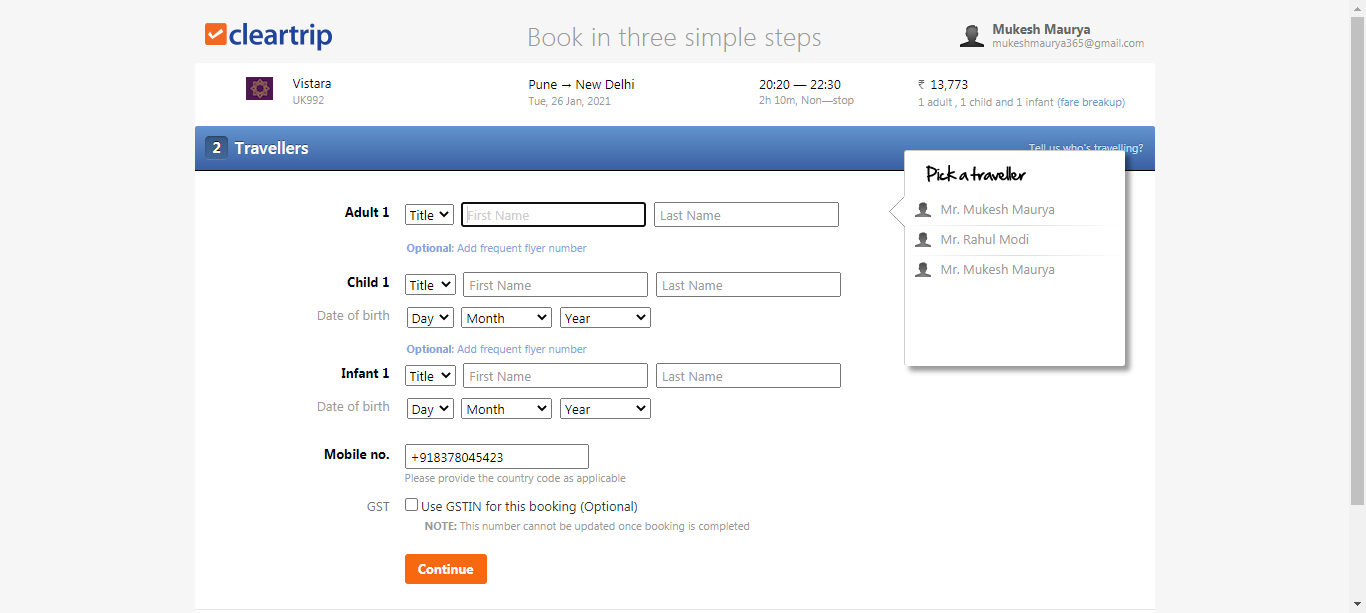 cleartrip
Book in three simple steps
Mukesh Maurya
mukeshmaurya365@gmail.com
Vistara
UK992
Pune → New Delhi
Tue, 26 Jan, 2021
20:20 — 22:30
2h 10m, Non—stop
₹ 13,773
1 adult , 1 child and 1 infant (fare breakup)
2 Travellers
Tell us who's travelling?
Pick a traveller
Mr. Mukesh Maurya
Mr. Rahul Modi
Mr. Mukesh Maurya
Adult 1 Title First Name Last Name
Optional: Add frequent flyer number
Child 1 Title First Name Last Name
Date of birth Day Month Year
Optional: Add frequent flyer number
Infant 1 Title First Name Last Name
Date of birth Day Month Year
Mobile no. +918378045423
Please provide the country code as applicable
GST Use GSTIN for this booking (Optional)
NOTE: This number cannot be updated once booking is completed
Continue